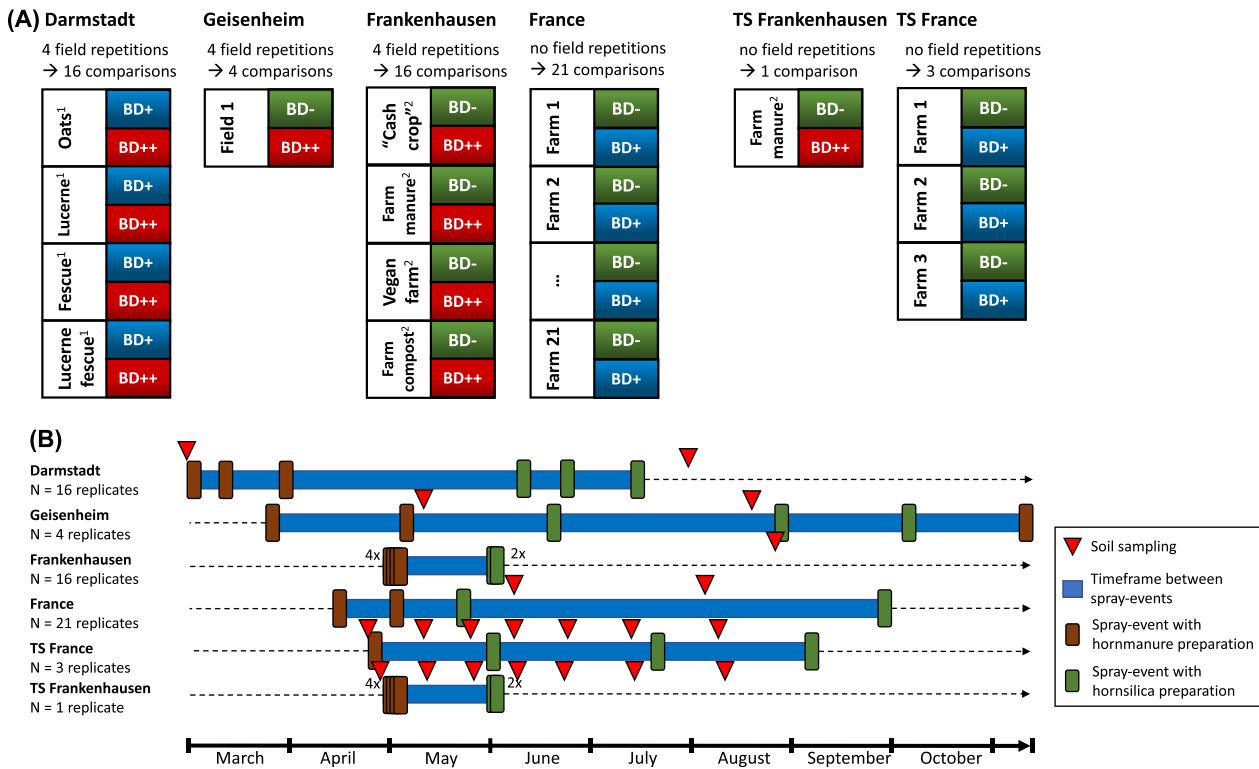 (A)
Darmstadt
4 field repetitions
→ 16 comparisons
Oats¹
BD+
BD++
Lucerne¹
BD+
BD++
Fescue¹
BD+
BD++
Lucerne
fescue¹
BD+
BD++
Geisenheim
4 field repetitions
→ 4 comparisons
Field 1
BD-
BD++
Frankenhausen
4 field repetitions
→ 16 comparisons
“Cash
crop”²
BD-
BD++
Farm
manure²
BD-
BD++
Vegan
farm²
BD-
BD++
Farm
compost²
BD-
BD++
France
no field repetitions
→ 21 comparisons
Farm 1
BD-
BD+
Farm 2
BD-
BD+
...
BD-
BD+
Farm 21
BD-
BD+
TS Frankenhausen
no field repetitions
→ 1 comparison
Farm
manure²
BD-
BD++
TS France
no field repetitions
→ 3 comparisons
Farm 1
BD-
BD+
Farm 2
BD-
BD+
Farm 3
BD-
BD+
(B)
Darmstadt
N = 16 replicates
Geisenheim
N = 4 replicates
Frankenhausen
N = 16 replicates
4x
2x
France
N = 21 replicates
TS France
N = 3 replicates
TS Frankenhausen
N = 1 replicate
4x
2x
March
April
May
June
July
August
September
October
Soil sampling
Timeframe between
spray-events
Spray-event with
hornmanure preparation
Spray-event with
hornsilica preparation